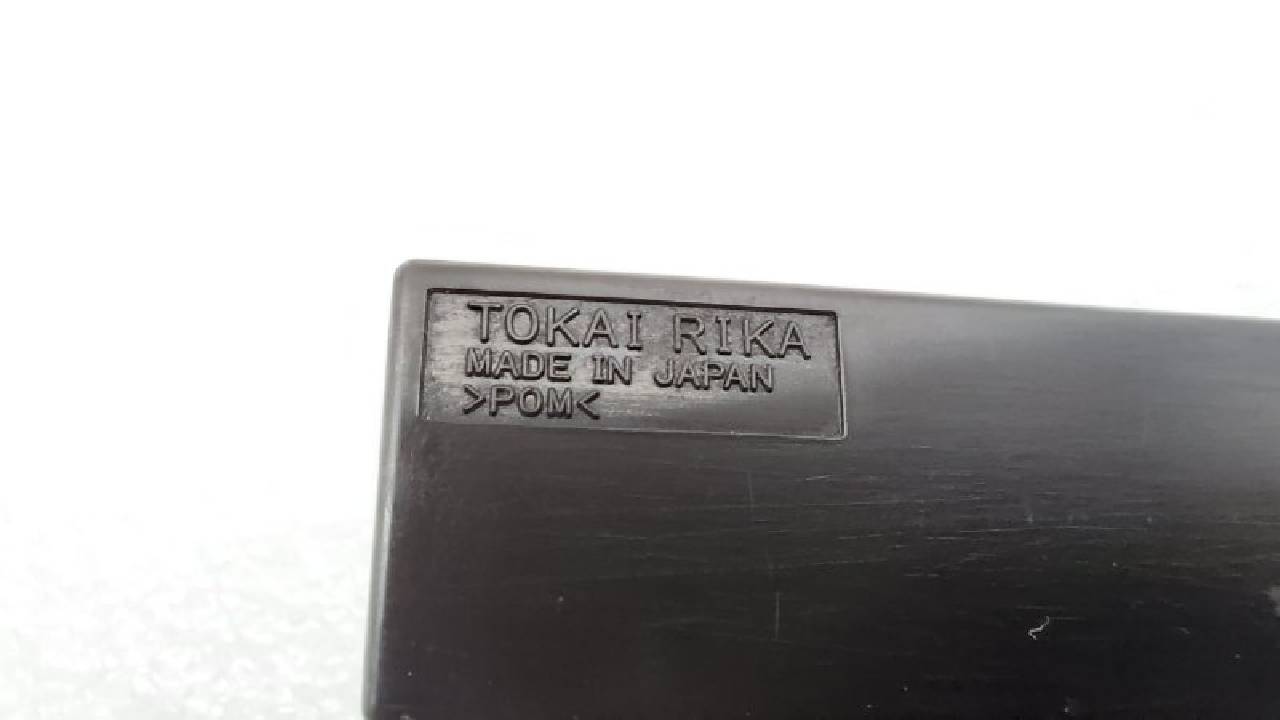 TOKAI RIKA
MADE IN JAPAN
>POM<